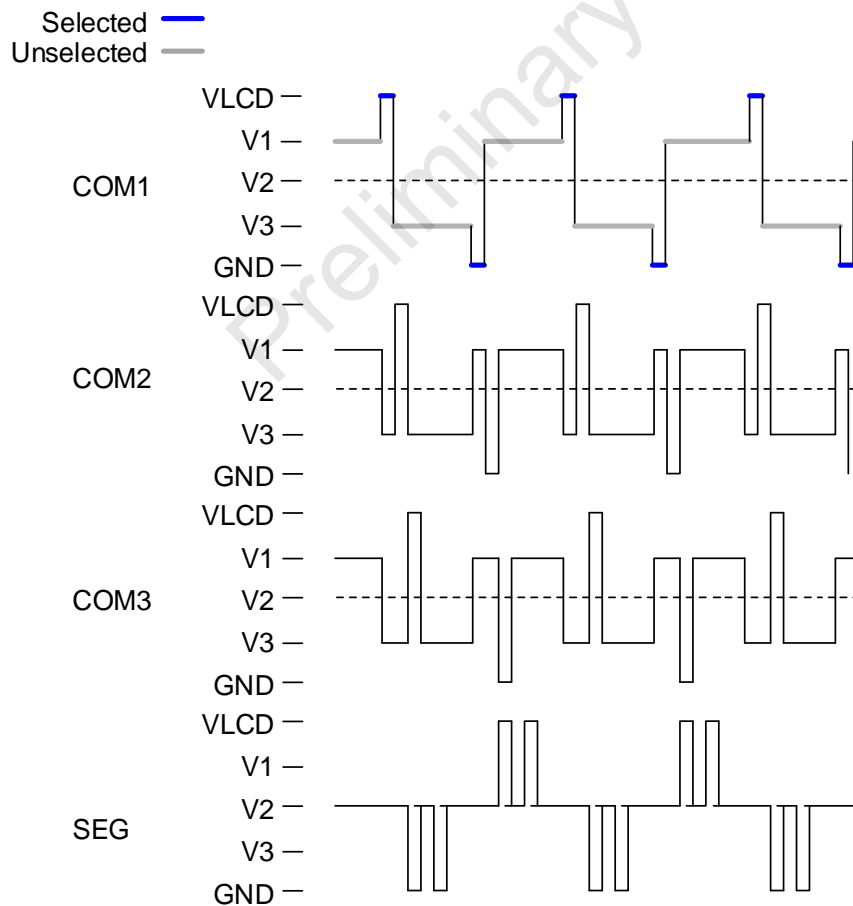 Selected
Unselected
Preliminary
VLCD
V1
COM1
V2
V3
GND
VLCD
V1
COM2
V2
V3
GND
VLCD
V1
COM3
V2
V3
GND
VLCD
V1
V2
SEG
V3
GND